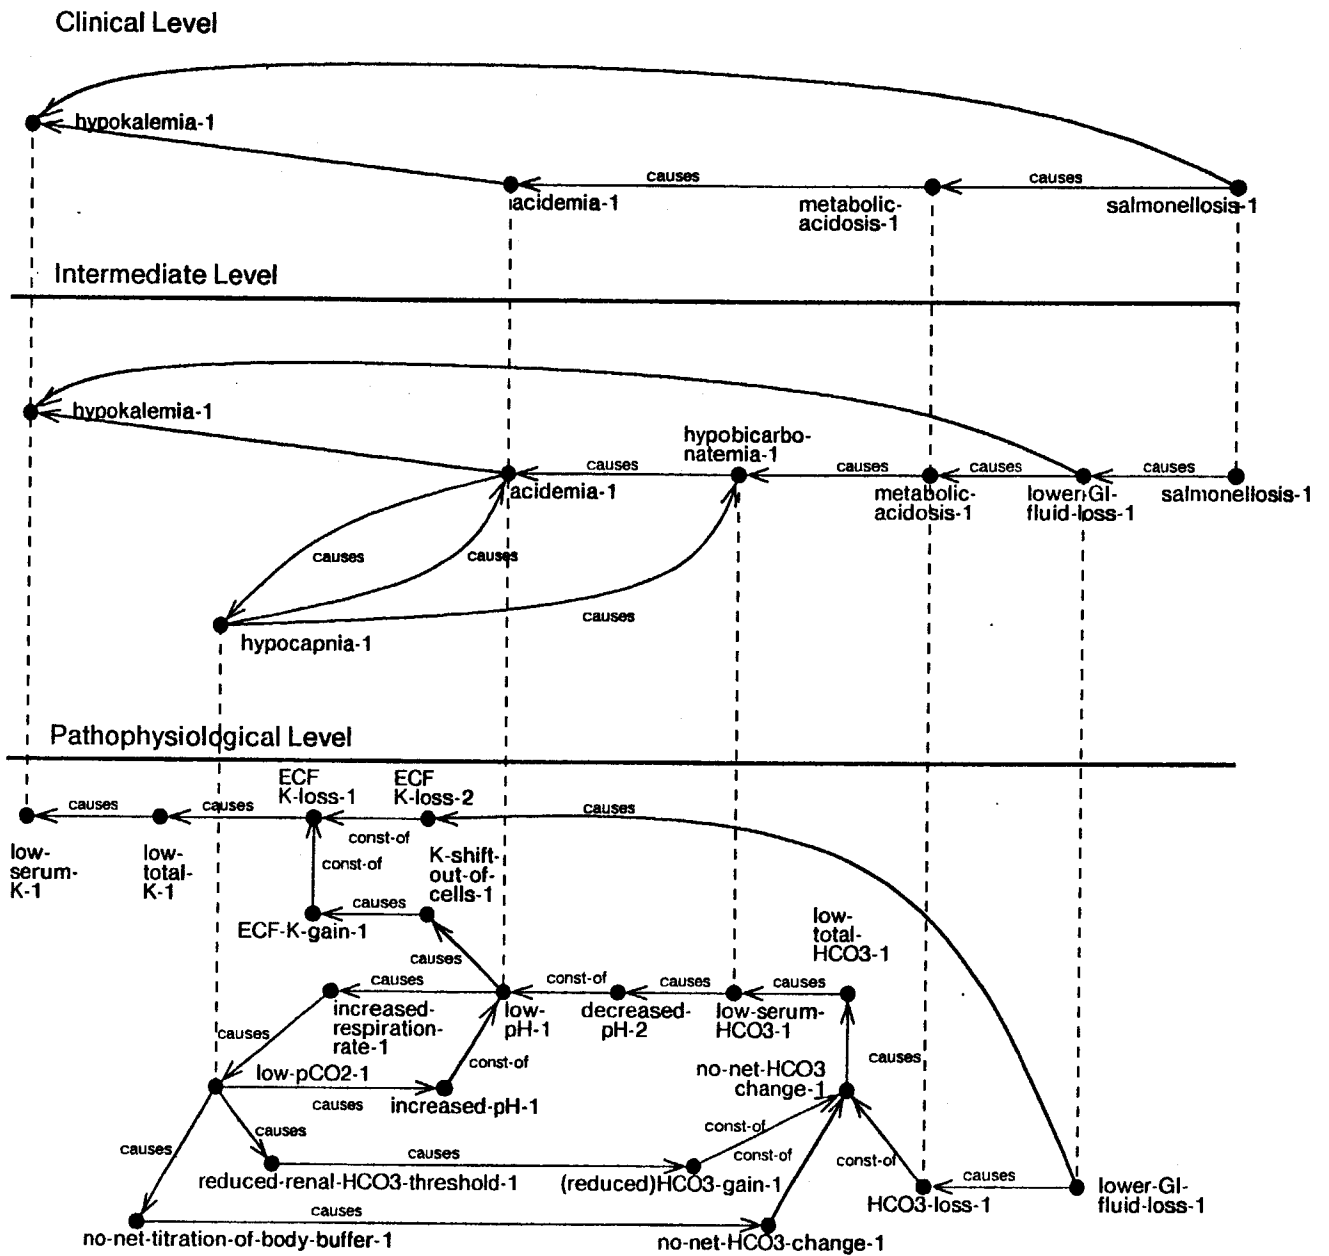 Clinical Level
hypokalemia-1
causes
causes
acidemia-1
metabolic-
acidosis-1
salmonellosis-1
Intermediate Level
hypokalemia-1
hypobicarbo-
natemia-1
causes
causes
causes
causes
acidemia-1
metabolic-
acidosis-1
lower-GI-
fluid-loss-1
salmonellosis-1
causes
causes
causes
hypocapnia-1
Pathophysiological Level
ECF
K-loss-1
ECF
K-loss-2
causes
causes
causes
const-of
low-
serum-
K-1
low-
total-
K-1
const-of
K-shift-
out-of-
cells-1
causes
ECF-K-gain-1
low-
total-
HCO3-1
causes
causes
const-of
causes
causes
increased-
respiration-
rate-1
low-
pH-1
decreased-
pH-2
low-serum-
HCO3-1
causes
const-of
causes
low-pCO2-1
no-net-HCO3
change-1
causes
increased-pH-1
causes
const-of
causes
causes
const-of
const-of
causes
reduced-renal-HCO3-threshold-1
(reduced)HCO3-gain-1
HCO3-loss-1
lower-GI-
fluid-loss-1
causes
no-net-titration-of-body-buffer-1
no-net-HCO3-change-1